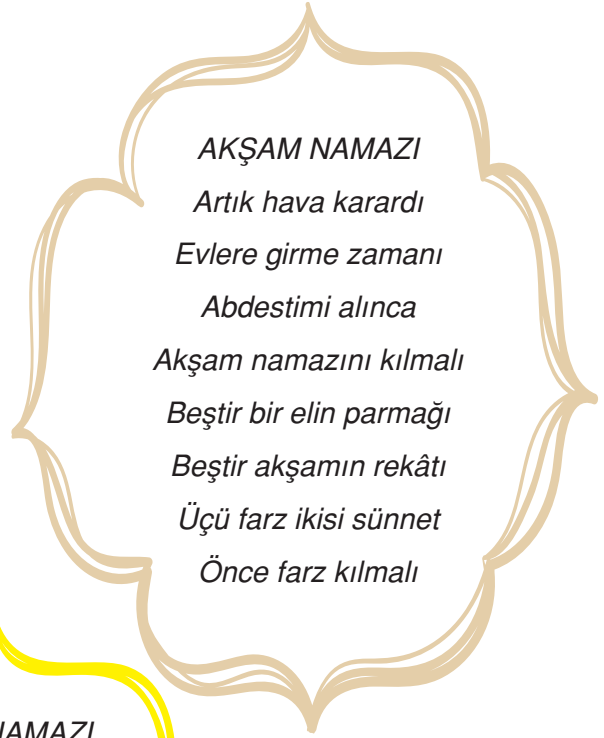 AKŞAM NAMAZI
Artık hava karardı
Evlere girme zamanı
Abdestimi alınca
Akşam namazını kılmalı
Beştir bir elin parmağı
Beştir akşamın rekâtı
Üçü farz ikisi sünnet
Önce farz kılmalı
NAMAZI